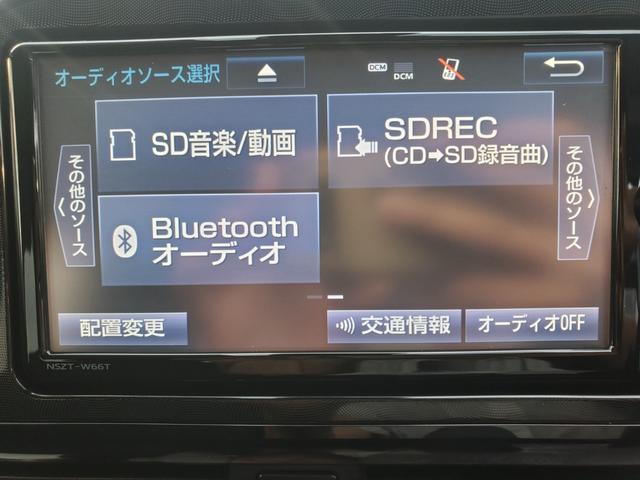 オーディオソース選択
DCM
DCM
SD音楽/動画
SDREC
(CD➡SD録音曲)
その他のソース
その他のソース
Bluetooth
オーディオ
配置変更
交通情報
オーディオOFF
NSZT-W66T